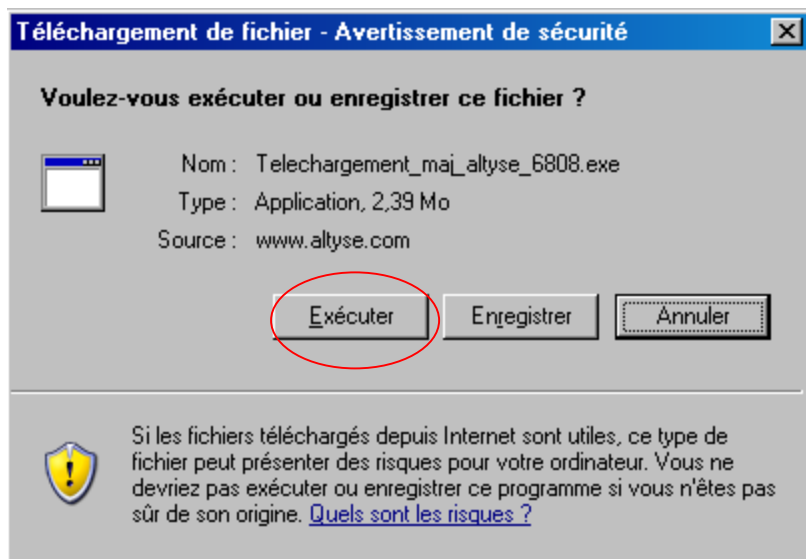 Téléchargement de fichier - Avertissement de sécurité
Voulez-vous exécuter ou enregistrer ce fichier ?
Nom : Telechargement_maj_altyse_6808.exe
Type : Application, 2,39 Mo
Source : www.altyse.com
Exécuter Enregistrer Annuler
Si les fichiers téléchargés depuis Internet sont utiles, ce type de
fichier peut présenter des risques pour votre ordinateur. Vous ne
devriez pas exécuter ou enregistrer ce programme si vous n'êtes pas
sûr de son origine. Quels sont les risques ?